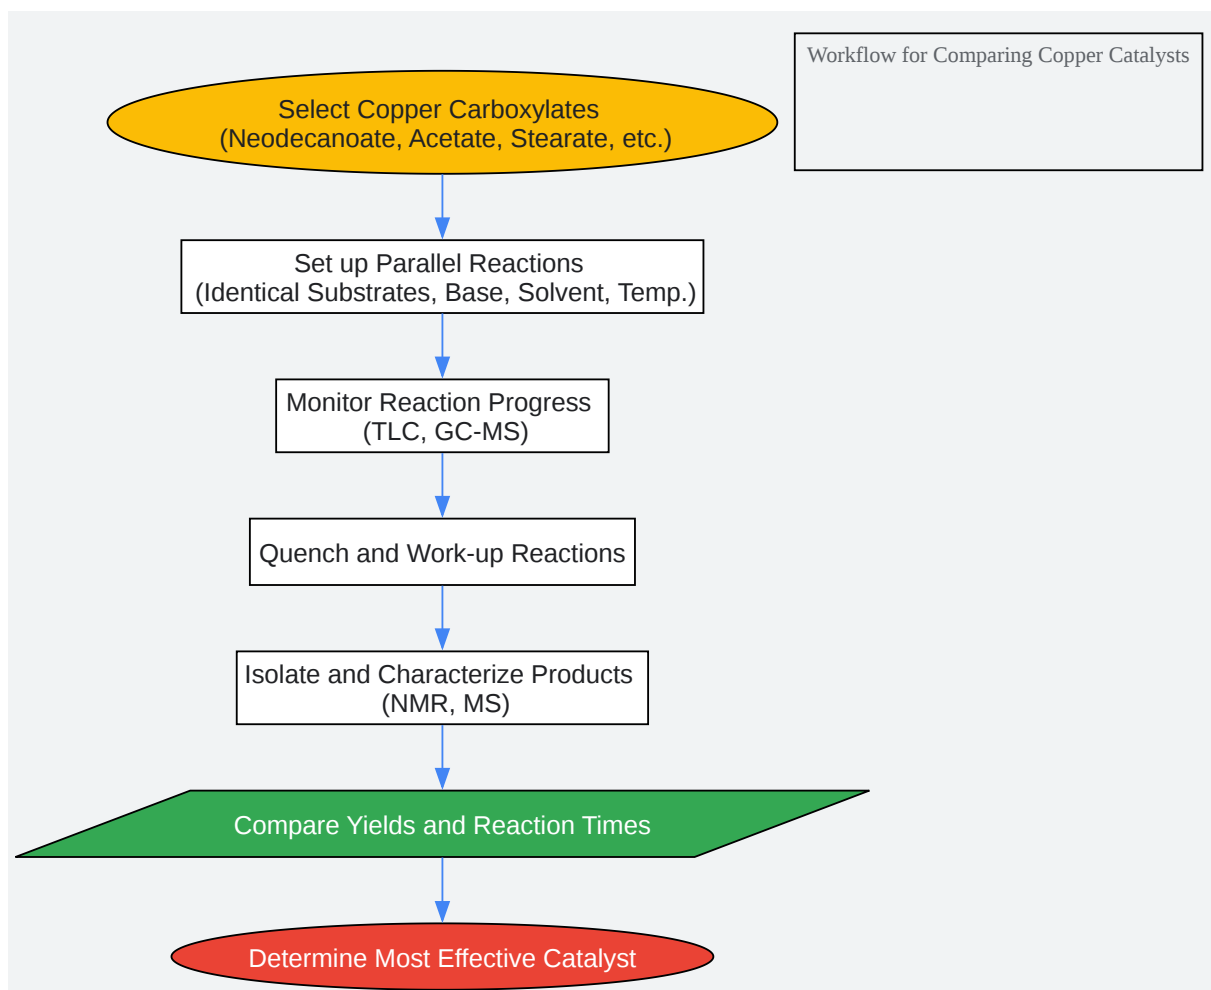 Workflow for Comparing Copper Catalysts
Select Copper Carboxylates
(Neodecanoate, Acetate, Stearate, etc.)
Set up Parallel Reactions
(Identical Substrates, Base, Solvent, Temp.)
Monitor Reaction Progress
(TLC, GC-MS)
Quench and Work-up Reactions
Isolate and Characterize Products
(NMR, MS)
Compare Yields and Reaction Times
Determine Most Effective Catalyst